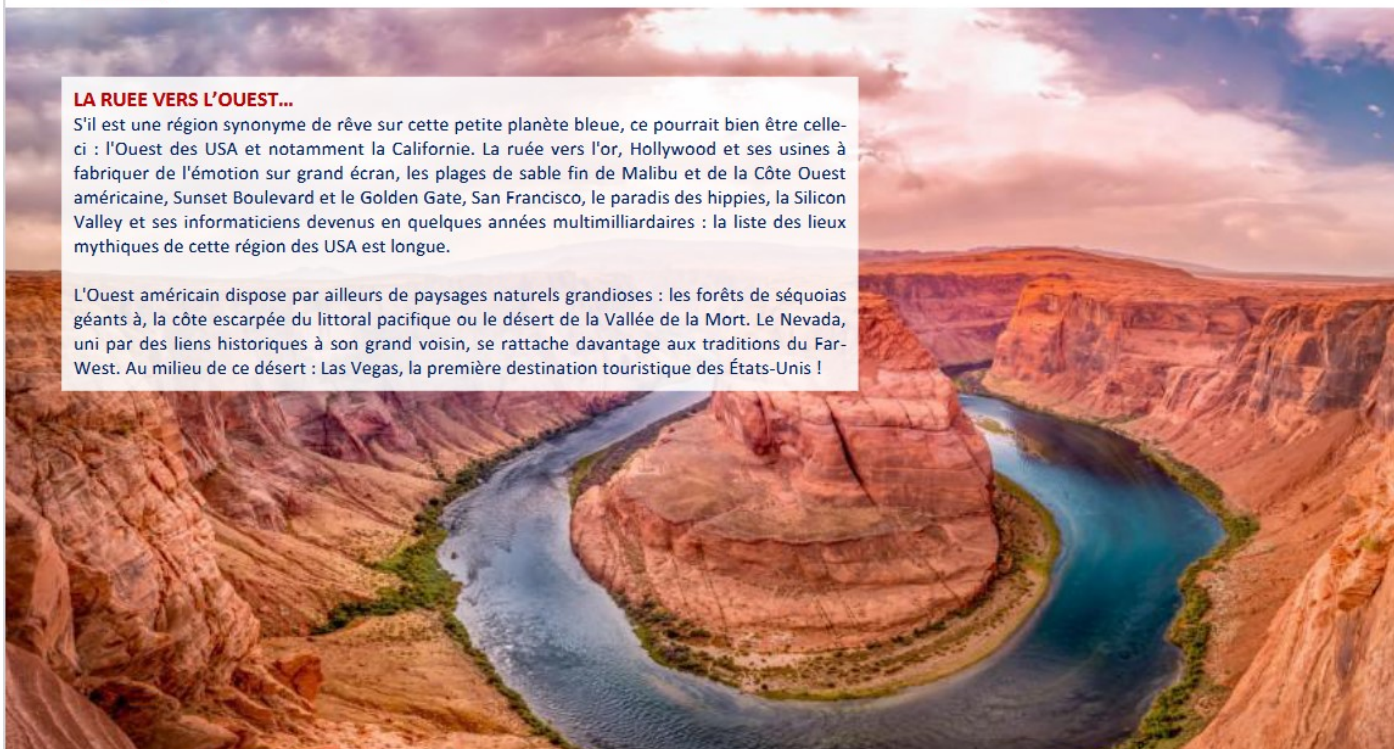 LA RUEE VERS L'OUEST...
S'il est une région synonyme de rêve sur cette petite planète bleue, ce pourrait bien être celle-
ci : l'Ouest des USA et notamment la Californie. La ruée vers l'or, Hollywood et ses usines à
fabriquer de l'émotion sur grand écran, les plages de sable fin de Malibu et de la Côte Ouest
américaine, Sunset Boulevard et le Golden Gate, San Francisco, le paradis des hippies, la Silicon
Valley et ses informaticiens devenus en quelques années multimilliardaires : la liste des lieux
mythiques de cette région des USA est longue.
L'Ouest américain dispose par ailleurs de paysages naturels grandioses : les forêts de séquoias
géants à, la côte escarpée du littoral pacifique ou le désert de la Vallée de la Mort. Le Nevada,
uni par des liens historiques à son grand voisin, se rattache davantage aux traditions du Far-
West. Au milieu de ce désert : Las Vegas, la première destination touristique des États-Unis !